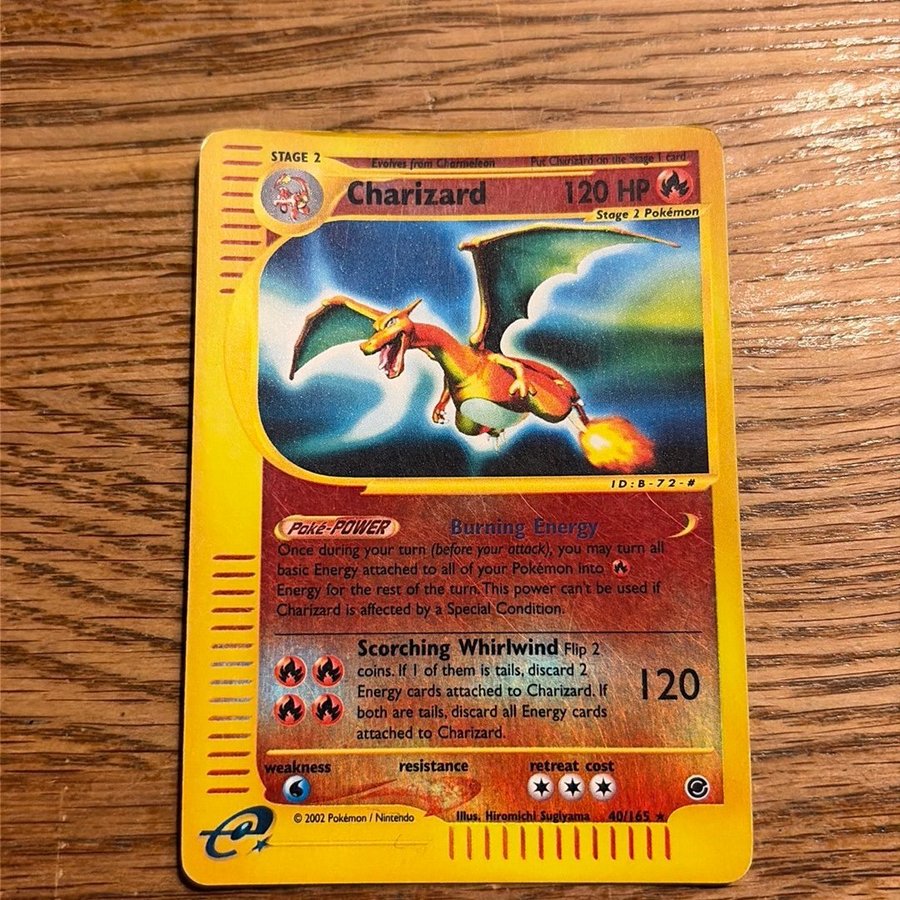 STAGE 2 Evolves from Charmeleon Put Charizard on the Stage 1 card
Charizard 120 HP
Stage 2 Pokémon
ID:B-72-#
Poké-POWER Burning Energy
Once during your turn (before your attack), you may turn all
basic Energy attached to all of your Pokémon into
Energy for the rest of the turn. This power can't be used if
Charizard is affected by a Special Condition.
Scorching Whirlwind Flip 2
coins. If 1 of them is tails, discard 2
Energy cards attached to Charizard. If
both are tails, discard all Energy cards
attached to Charizard.
120
weakness resistance retreat cost
© 2002 Pokémon / Nintendo Illus. Hiromichi Sugiyama 40/165 ★
e